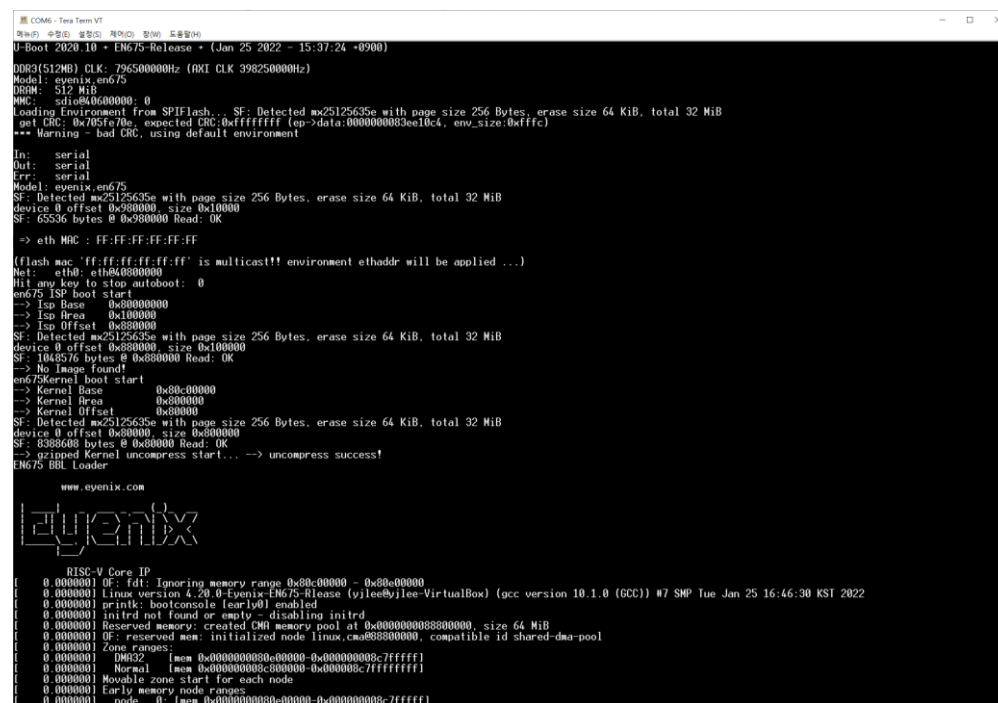 COM6 - Tera Term VT
메뉴(F) 수정(E) 설정(S) 제어(O) 창(W) 도움말(H)
U-Boot 2020.10 + EN675-Release + (Jan 25 2022 - 15:37:24 +0900)
DDR3(512MB) CLK: 796500000Hz (AXI CLK 398250000Hz)
Model: eyenix,en675
DRAM:  512 MiB
MMC:   sdio@40600000: 0
Loading Environment from SPIFlash... SF: Detected mx25l25635e with page size 256 Bytes, erase size 64 KiB, total 32 MiB
get CRC: 0x705fe70e, expected CRC:0xffffffff (ep->data:0000000083ee10c4, env_size:0xfffc)
*** Warning - bad CRC, using default environment
In:    serial
Out:   serial
Err:   serial
Model: eyenix,en675
SF: Detected mx25l25635e with page size 256 Bytes, erase size 64 KiB, total 32 MiB
device 0 offset 0x980000, size 0x10000
SF: 65536 bytes @ 0x980000 Read: OK
=> eth MAC : FF:FF:FF:FF:FF:FF
(flash mac 'ff:ff:ff:ff:ff:ff' is multicast!! environment ethaddr will be applied ...)
Net:   eth0: eth@40800000
Hit any key to stop autoboot:  0
en675 ISP boot start
--> Isp Base    0x80000000
--> Isp Area    0x100000
--> Isp Offset  0x880000
SF: Detected mx25l25635e with page size 256 Bytes, erase size 64 KiB, total 32 MiB
device 0 offset 0x880000, size 0x100000
SF: 1048576 bytes @ 0x880000 Read: OK
--> No Image found!
en675Kernel boot start
--> Kernel Base         0x80c00000
--> Kernel Area         0x800000
--> Kernel Offset       0x80000
SF: Detected mx25l25635e with page size 256 Bytes, erase size 64 KiB, total 32 MiB
device 0 offset 0x80000, size 0x800000
SF: 8388608 bytes @ 0x80000 Read: OK
--> gzipped Kernel uncompress start... --> uncompress success!
EN675 BBL Loader
www.eyenix.com
Eyenix
RISC-V Core IP
[    0.000000] OF: fdt: Ignoring memory range 0x80c00000 - 0x80e00000
[    0.000000] Linux version 4.20.0-Eyenix-EN675-Rlease (yjlee@yjlee-VirtualBox) (gcc version 10.1.0 (GCC)) #7 SMP Tue Jan 25 16:46:30 KST 2022
[    0.000000] printk: bootconsole [early0] enabled
[    0.000000] initrd not found or empty - disabling initrd
[    0.000000] Reserved memory: created CMA memory pool at 0x0000000088800000, size 64 MiB
[    0.000000] OF: reserved mem: initialized node linux,cma@88800000, compatible id shared-dma-pool
[    0.000000] Zone ranges:
[    0.000000]   DMA32    [mem 0x0000000080e00000-0x000000008c7fffff]
[    0.000000]   Normal   [mem 0x000000008c800000-0x000008c7ffffffff]
[    0.000000] Movable zone start for each node
[    0.000000] Early memory node ranges
[    0.000000]   node   0: [mem 0x0000000080e00000-0x000000008c7fffff]